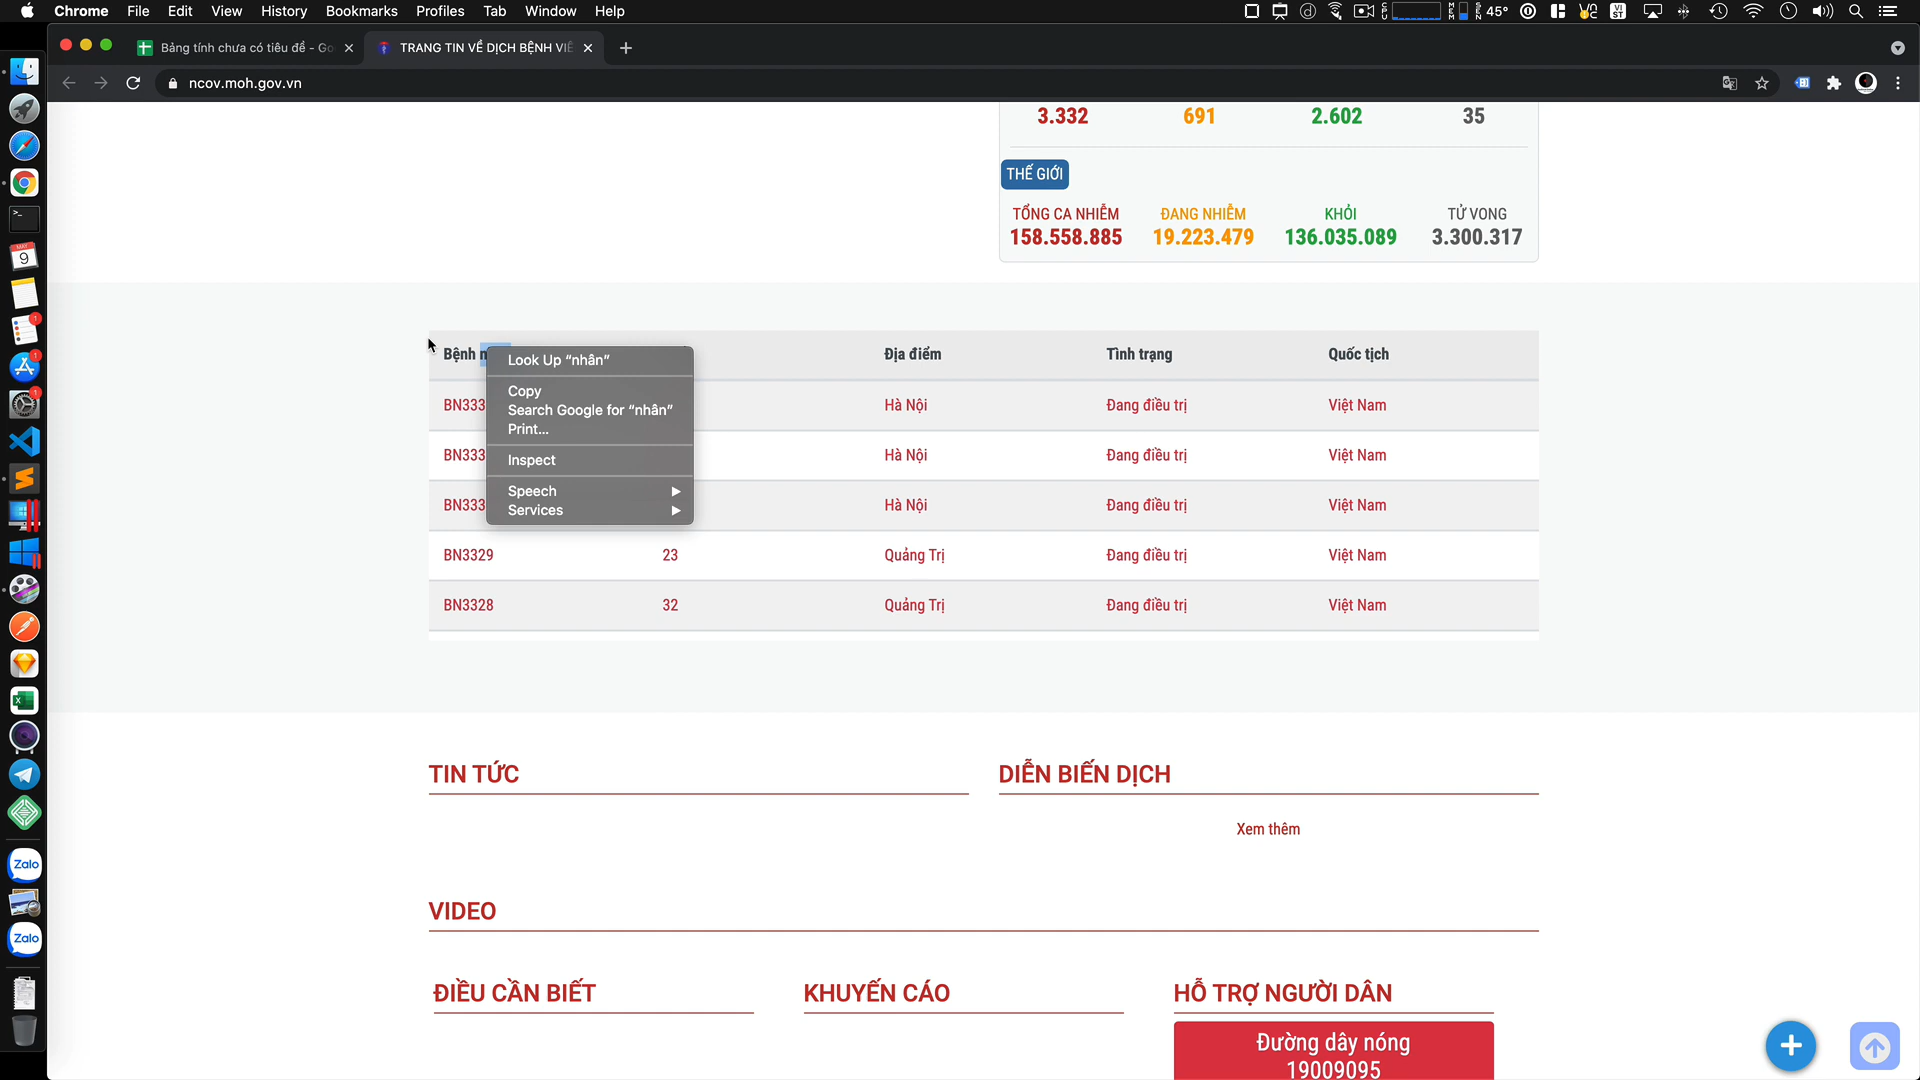 Chrome File Edit View History Bookmarks Profiles Tab Window Help
45°
Bảng tính chưa có tiêu đề - Go
TRANG TIN VỀ DỊCH BỆNH VIÊ
ncov.moh.gov.vn
3.332 691 2.602 35
THẾ GIỚI
TỔNG CA NHIỄM ĐANG NHIỄM KHỎI TỬ VONG
158.558.885 19.223.479 136.035.089 3.300.317
Bệnh n Địa điểm Tình trạng Quốc tịch
BN333 Hà Nội Đang điều trị Việt Nam
BN333 Hà Nội Đang điều trị Việt Nam
BN333 Hà Nội Đang điều trị Việt Nam
BN3329 23 Quảng Trị Đang điều trị Việt Nam
BN3328 32 Quảng Trị Đang điều trị Việt Nam
Look Up “nhân”
Copy
Search Google for “nhân”
Print...
Inspect
Speech
Services
TIN TỨC
DIỄN BIẾN DỊCH
Xem thêm
VIDEO
ĐIỀU CẦN BIẾT
KHUYẾN CÁO
HỖ TRỢ NGƯỜI DÂN
Đường dây nóng
19009095
MAY
9
1
1
1
Zalo
Zalo